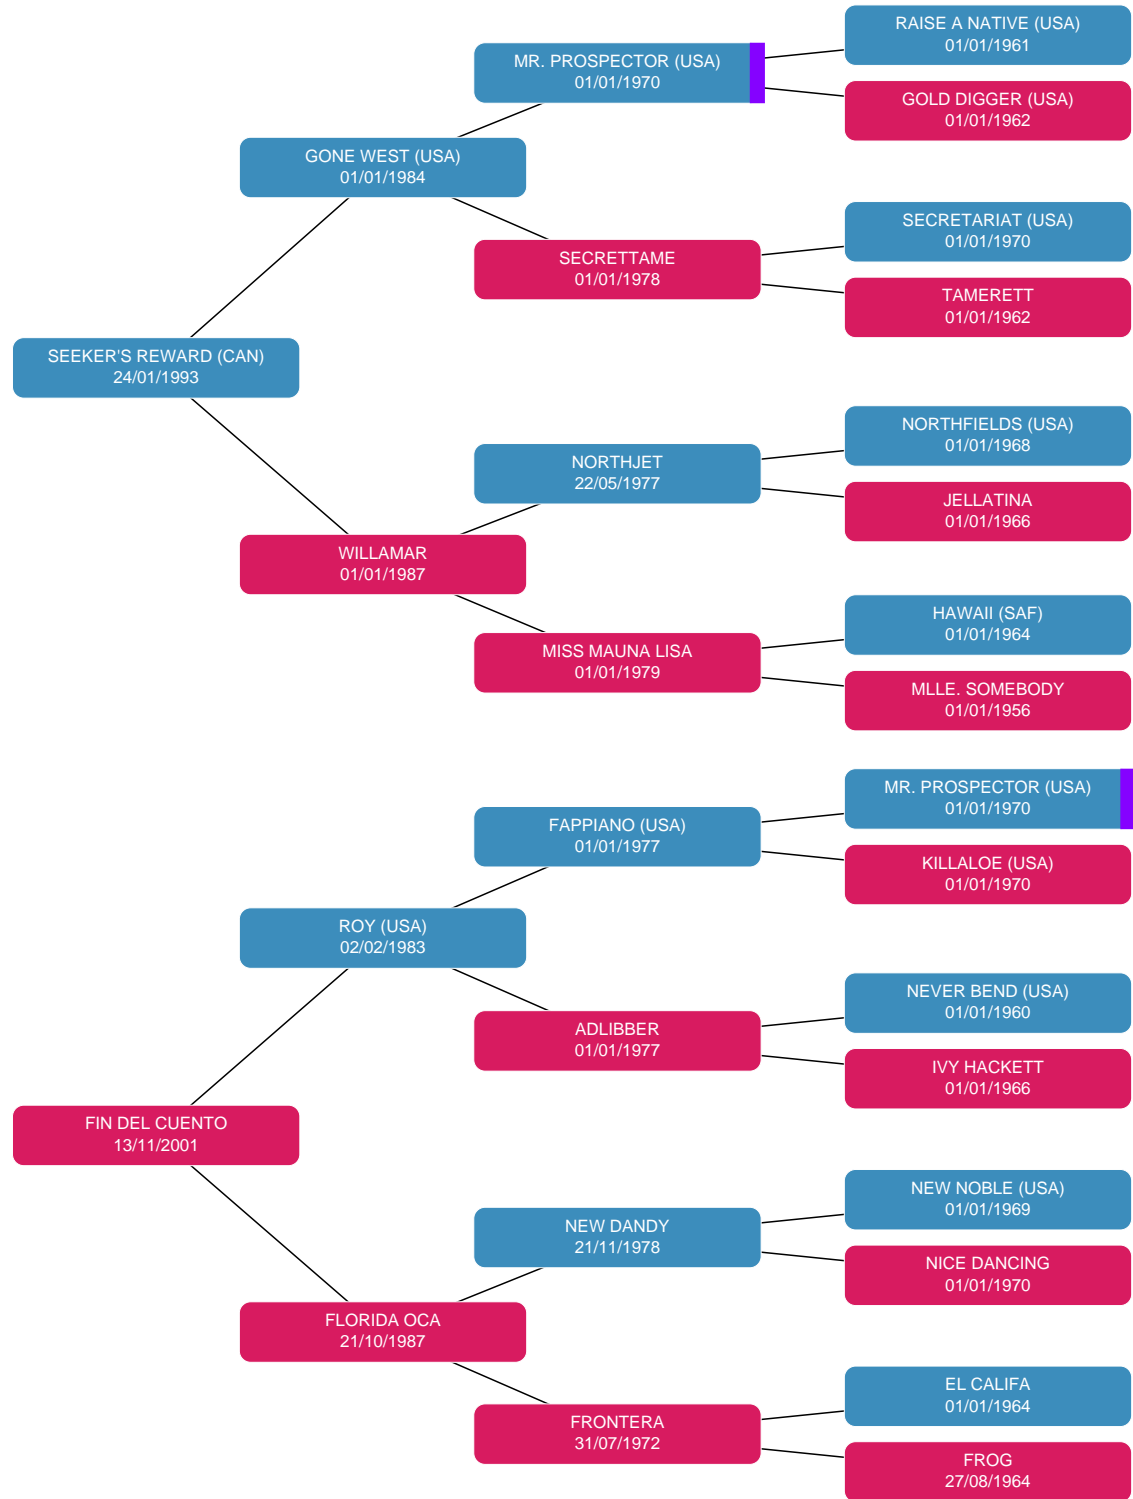 RAISE A NATIVE (USA)
01/01/1961
MR. PROSPECTOR (USA)
01/01/1970
GOLD DIGGER (USA)
01/01/1962
GONE WEST (USA)
01/01/1984
SECRETARIAT (USA)
01/01/1970
SECRETTAME
01/01/1978
TAMERETT
01/01/1962
SEEKER'S REWARD (CAN)
24/01/1993
NORTHFIELDS (USA)
01/01/1968
NORTHJET
22/05/1977
JELLATINA
01/01/1966
WILLAMAR
01/01/1987
HAWAII (SAF)
01/01/1964
MISS MAUNA LISA
01/01/1979
MLLE. SOMEBODY
01/01/1956
MR. PROSPECTOR (USA)
01/01/1970
FAPPIANO (USA)
01/01/1977
KILLALOE (USA)
01/01/1970
ROY (USA)
02/02/1983
NEVER BEND (USA)
01/01/1960
ADLIBBER
01/01/1977
IVY HACKETT
01/01/1966
FIN DEL CUENTO
13/11/2001
NEW NOBLE (USA)
01/01/1969
NEW DANDY
21/11/1978
NICE DANCING
01/01/1970
FLORIDA OCA
21/10/1987
EL CALIFA
01/01/1964
FRONTERA
31/07/1972
FROG
27/08/1964